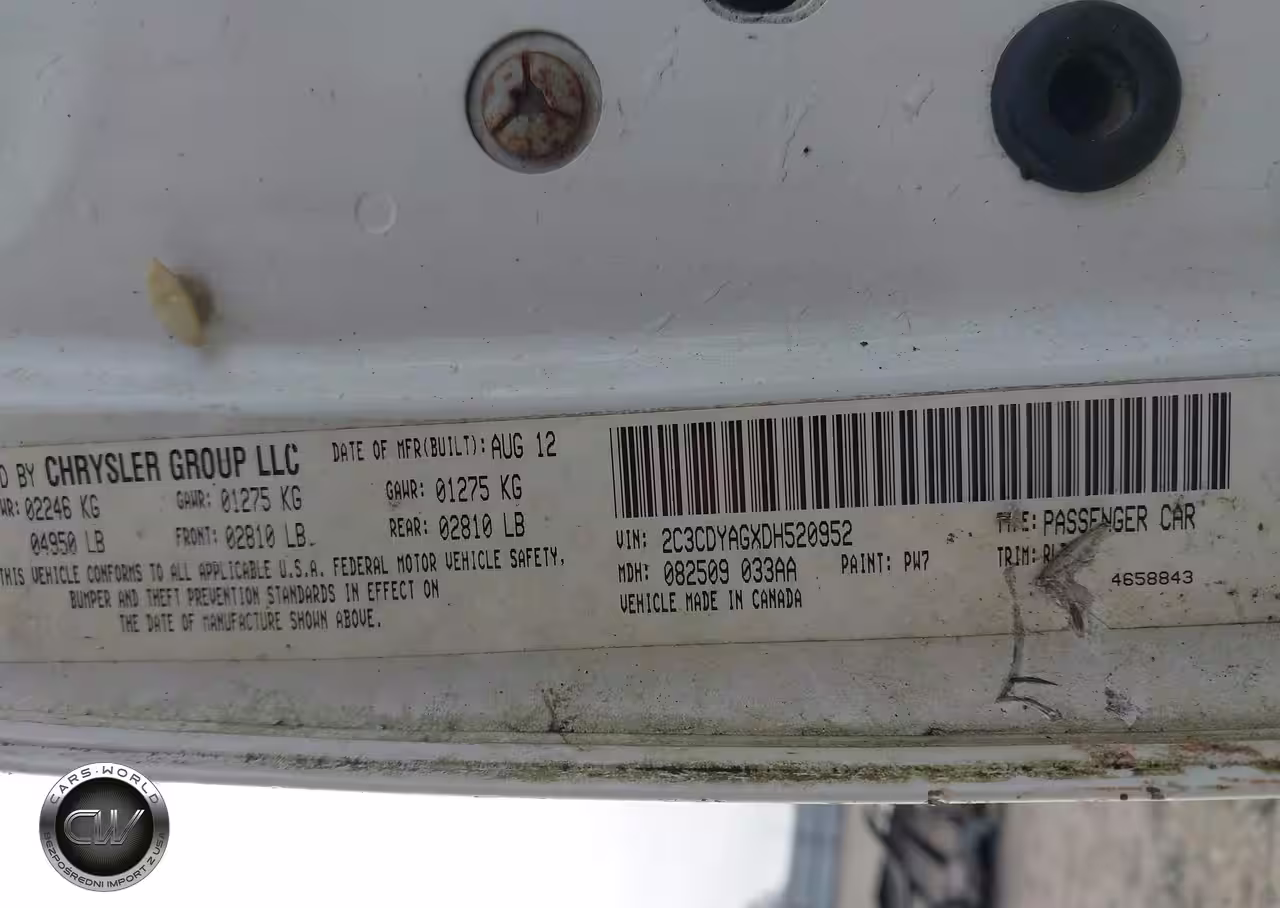 D BY CHRYSLER GROUP LLC
DATE OF MFR(BUILT): AUG 12
WR: 02246 KG
GAWR: 01275 KG
GAWR: 01275 KG
04950 LB
FRONT: 02810 LB.
REAR: 02810 LB
THIS VEHICLE CONFORMS TO ALL APPLICABLE U.S.A. FEDERAL MOTOR VEHICLE SAFETY,
BUMPER AND THEFT PREVENTION STANDARDS IN EFFECT ON
THE DATE OF MANUFACTURE SHOWN ABOVE.
VIN: 2C3CDYAGXDH520952
MDH: 082509 033AA
PAINT: PW7
VEHICLE MADE IN CANADA
PASSENGER CAR
TRIM:
4658843
CARS·WORLD
CW
BEZPOŚREDNI IMPORT Z USA